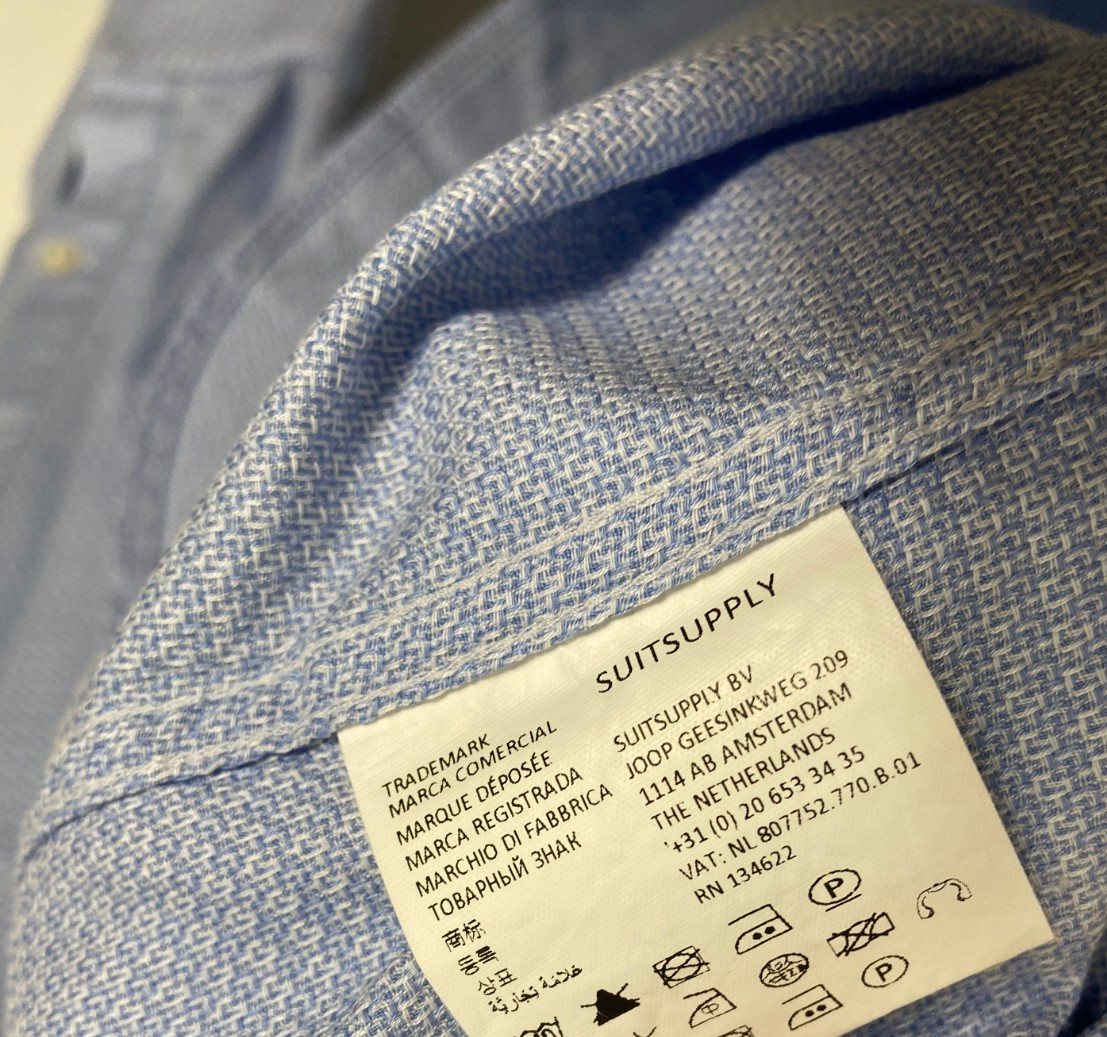 SUITSUPPLY
TRADEMARK
MARCA COMERCIAL
MARQUE DÉPOSÉE
MARCA REGISTRADA
MARCHIO DI FABBRICA
ТОВАРНЫЙ ЗНАК
商标
등록
상표
SUITSUPPLY BV
JOOP GEESINKWEG 209
1114 AB AMSTERDAM
THE NETHERLANDS
'+31 (0) 20 653 34 35
VAT: NL 807752.770.B.01
RN 134622
P
P